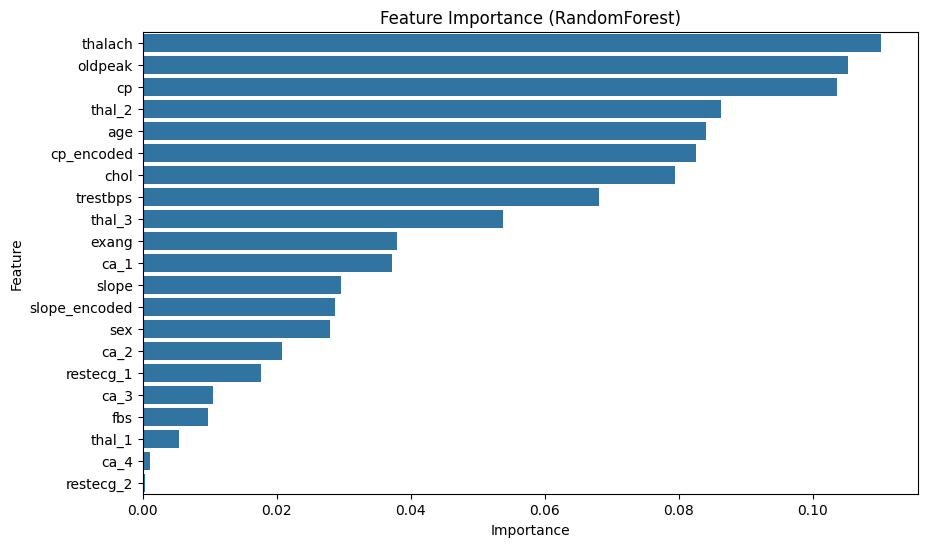 Feature Importance (RandomForest)
thalach
oldpeak
cp
thal_2
age
cp_encoded
chol
trestbps
thal_3
exang
ca_1
slope
slope_encoded
sex
ca_2
restecg_1
ca_3
fbs
thal_1
ca_4
restecg_2
Feature
0.00 0.02 0.04 0.06 0.08 0.10
Importance